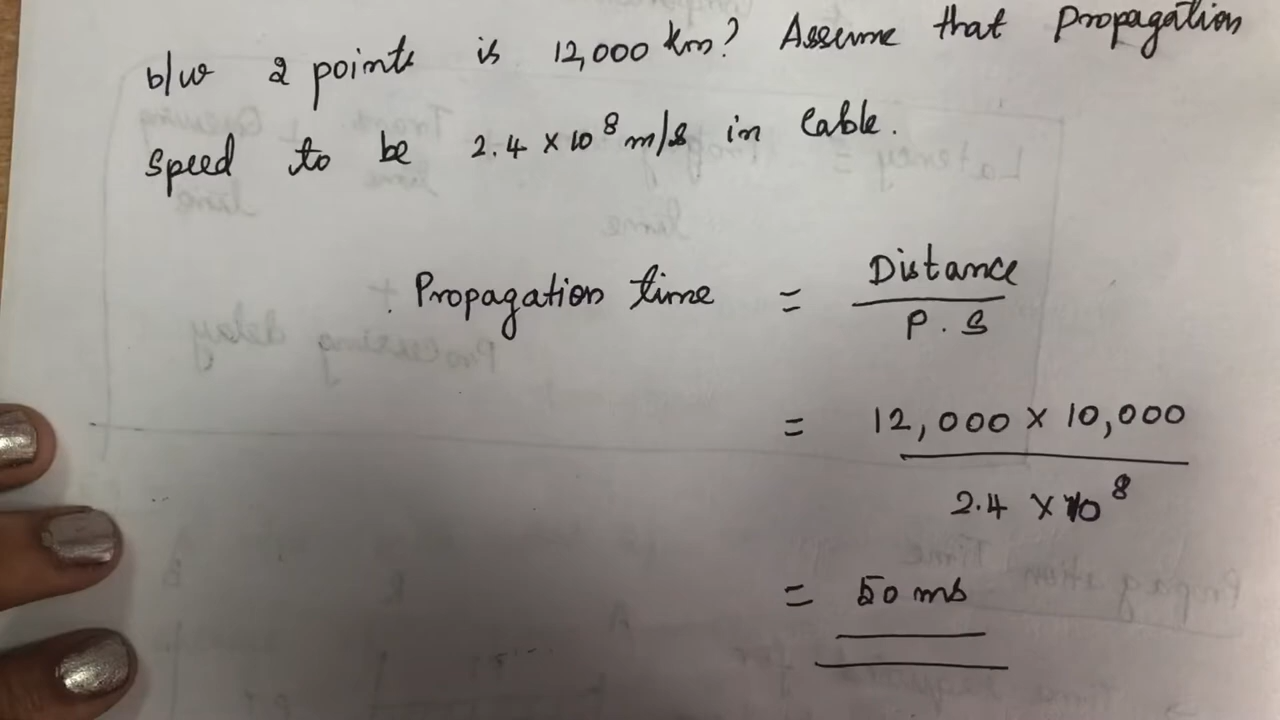 b/w 2 points is 12,000 km? Assume that Propagation
Speed to be 2.4 × 10^8 m/s in Cable.
Propagation time = Distance / P.S
= 12,000 × 10,000 / 2.4 × 10^8
= 50 ms